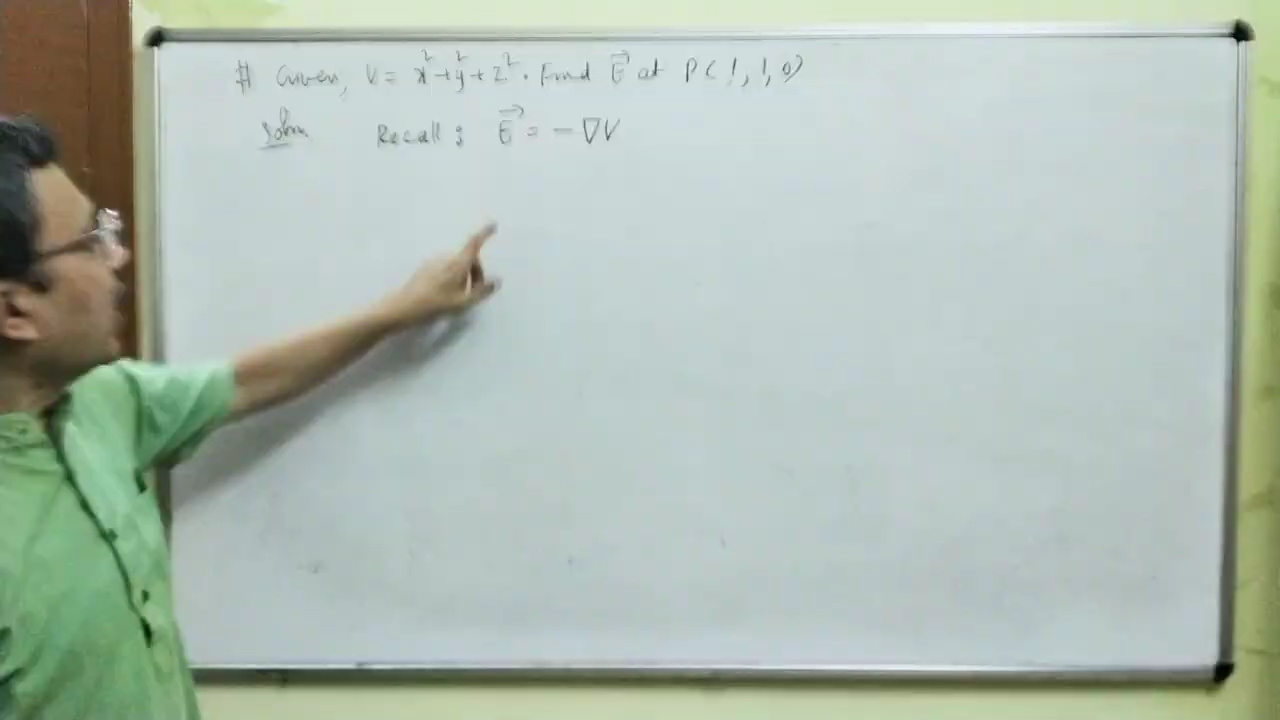 # Given, V = x² + y² + z². Find E⃗ at P(1,1,0)
Soln Recall: E⃗ = -∇V